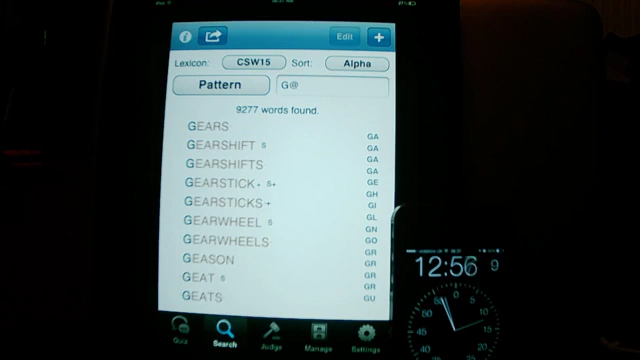 Edit
+
Lexicon: CSW15 Sort: Alpha
Pattern G@
9277 words found.
GEARS
GEARSHIFT S
GEARSHIFTS
GEARSTICK+ S+
GEARSTICKS+
GEARWHEEL S
GEARWHEELS
GEASON
GEAT S
GEATS
GA
GA
GA
GA
GE
GH
GI
GL
GN
GO
GR
GR
GR
GR
GU
Quiz Search Judge Manage Settings
12:56 9